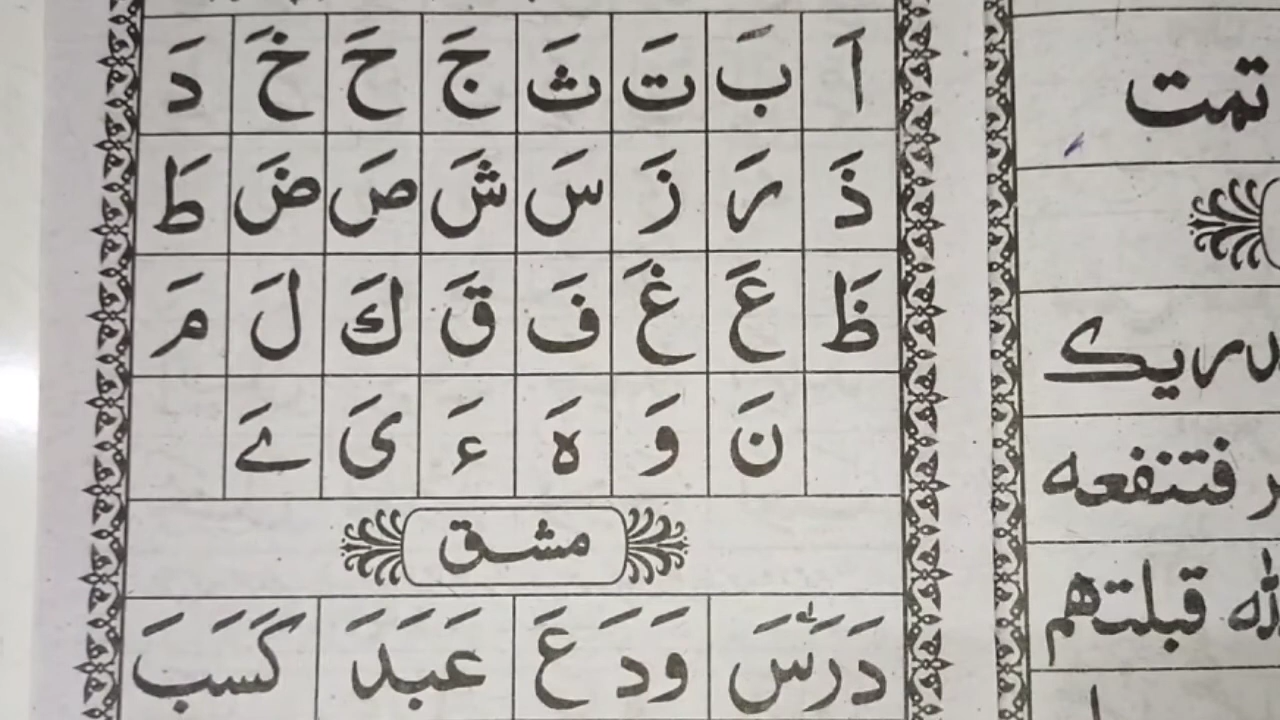 اَ بَ تَ ثَ جَ حَ خَ دَ
ذَ رَ زَ سَ شَ صَ ضَ طَ
ظَ عَ غَ فَ قَ كَ لَ مَ
نَ وَ هَ ءَ یَ ےَ
مشق
دَرَسَ وَدَعَ عَبَدَ كَسَبَ
تمت
فتنفعه
قبلتهم